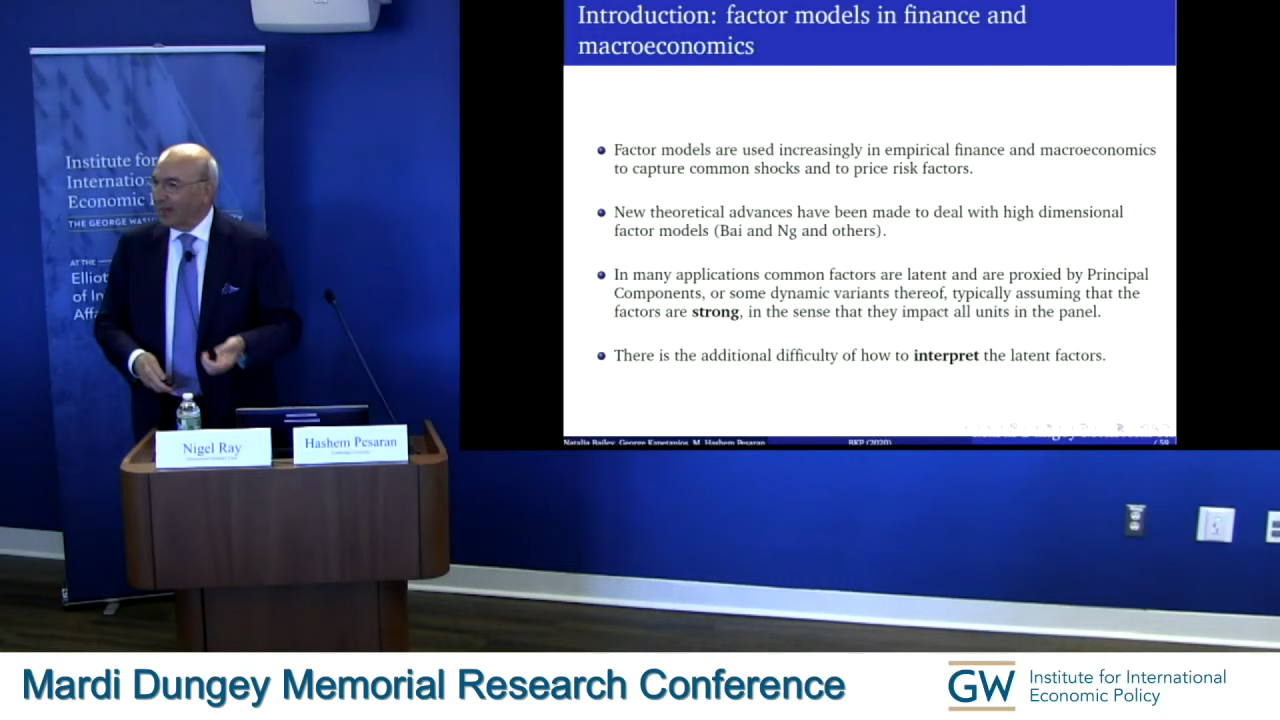 Institute for
Internatio
Economic P
THE GEORGE WAS
AT THE
Elliot
of In
Affa
Nigel Ray
Hashem Pesaran
Introduction: factor models in finance and
macroeconomics
Factor models are used increasingly in empirical finance and macroeconomics
to capture common shocks and to price risk factors.
New theoretical advances have been made to deal with high dimensional
factor models (Bai and Ng and others).
In many applications common factors are latent and are proxied by Principal
Components, or some dynamic variants thereof, typically assuming that the
factors are strong, in the sense that they impact all units in the panel.
There is the additional difficulty of how to interpret the latent factors.
Natalia Bailey, George Kapetanios, M. Hashem Pesaran
BKP (2020)
/ 59
Mardi Dungey Memorial Research Conference
GW
Institute for International
Economic Policy